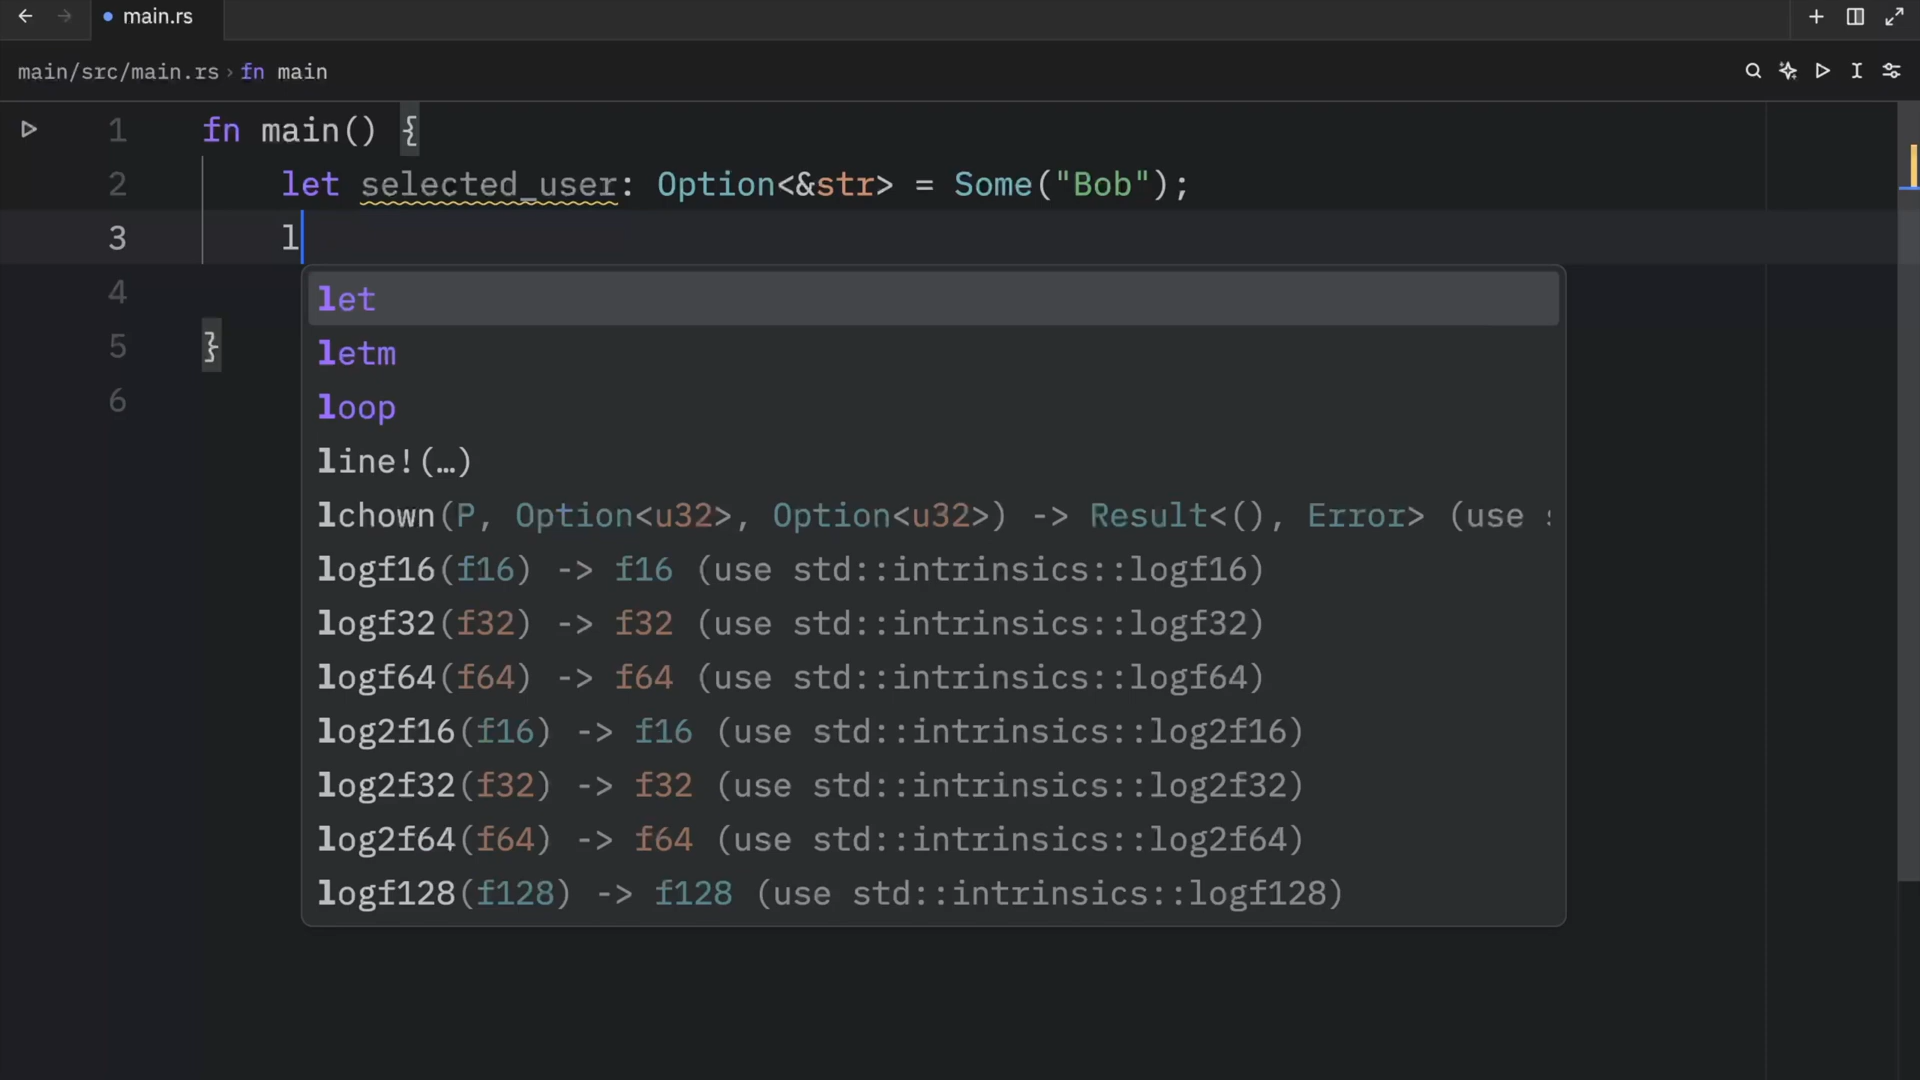 main.rs
main/src/main.rs › fn main
1 fn main() {
2 let selected_user: Option<&str> = Some("Bob");
3 l
let
4
letm
5 }
loop
6
line!(…)
lchown(P, Option<u32>, Option<u32>) -> Result<(), Error> (use
logf16(f16) -> f16 (use std::intrinsics::logf16)
logf32(f32) -> f32 (use std::intrinsics::logf32)
logf64(f64) -> f64 (use std::intrinsics::logf64)
log2f16(f16) -> f16 (use std::intrinsics::log2f16)
log2f32(f32) -> f32 (use std::intrinsics::log2f32)
log2f64(f64) -> f64 (use std::intrinsics::log2f64)
logf128(f128) -> f128 (use std::intrinsics::logf128)